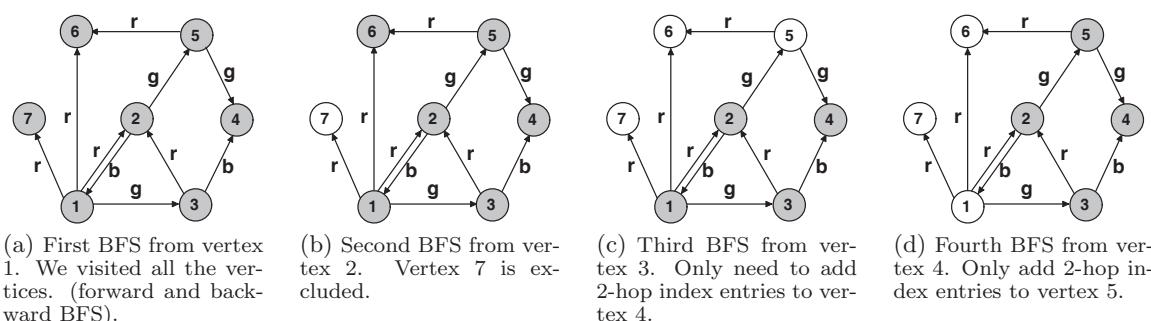 6
r
5
g
g
7
r
2
4
r
b
r
r
b
1
g
3
6
r
5
g
g
7
r
2
4
r
b
r
r
b
1
g
3
6
r
5
g
g
7
r
2
4
r
b
r
r
b
1
g
3
6
r
5
g
g
7
r
2
4
r
b
r
r
b
1
g
3
(a) First BFS from vertex
1. We visited all the ver-
tices. (forward and back-
ward BFS).
(b) Second BFS from ver-
tex 2. Vertex 7 is ex-
cluded.
(c) Third BFS from ver-
tex 3. Only need to add
2-hop index entries to ver-
tex 4.
(d) Fourth BFS from ver-
tex 4. Only add 2-hop in-
dex entries to vertex 5.